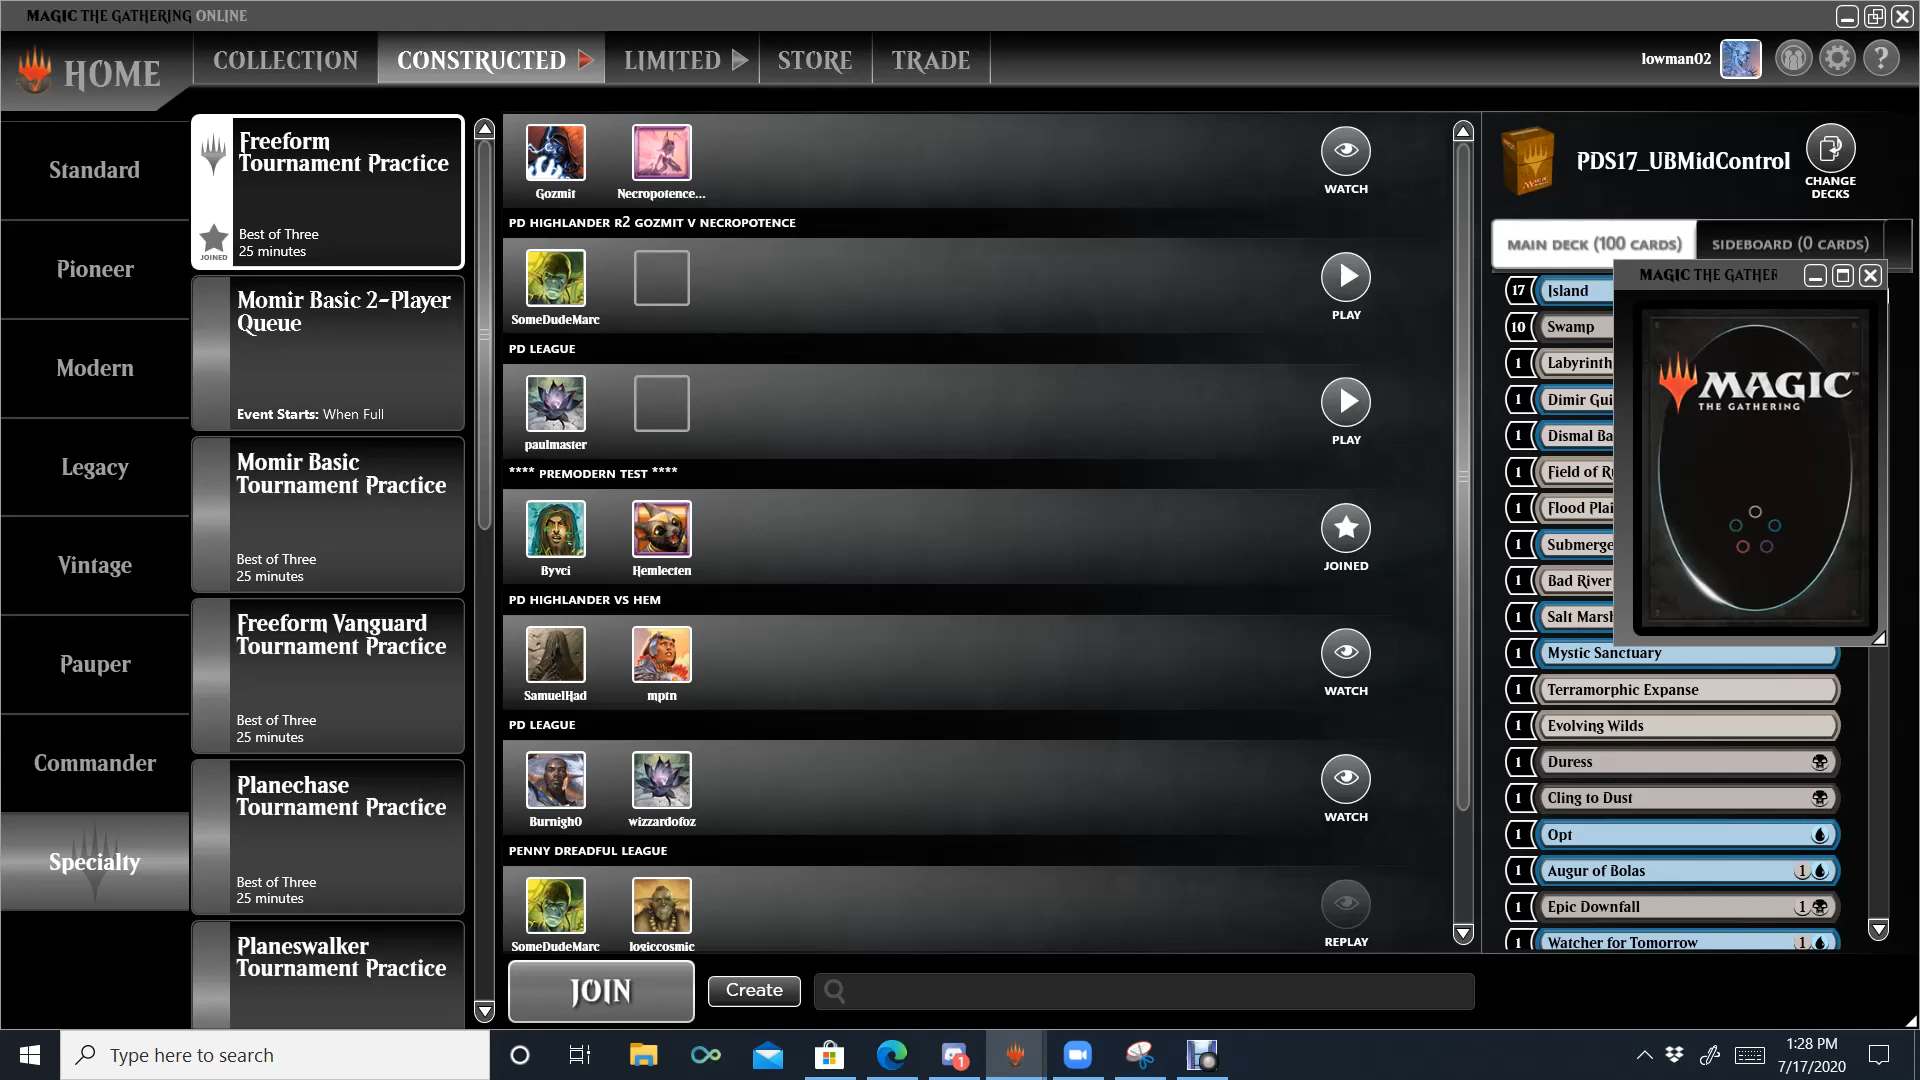 MAGIC THE GATHERING ONLINE
HOME
COLLECTION
CONSTRUCTED
LIMITED
STORE
TRADE
lowman02
?
Standard
Pioneer
Modern
Legacy
Vintage
Pauper
Commander
Specialty
Freeform
Tournament Practice
JOINED
Best of Three
25 minutes
Momir Basic 2-Player
Queue
Event Starts: When Full
Momir Basic
Tournament Practice
Best of Three
25 minutes
Freeform Vanguard
Tournament Practice
Best of Three
25 minutes
Planechase
Tournament Practice
Best of Three
25 minutes
Planeswalker
Tournament Practice
Gozmit
Necropotence...
WATCH
PD HIGHLANDER R2 GOZMIT V NECROPOTENCE
SomeDudeMarc
PLAY
PD LEAGUE
paulmaster
PLAY
**** PREMODERN TEST ****
Byvci
Hemlecten
JOINED
PD HIGHLANDER VS HEM
SamuelHad
mptn
WATCH
PD LEAGUE
Burnigh0
wizzardofoz
WATCH
PENNY DREADFUL LEAGUE
SomeDudeMarc
logiccosmic
REPLAY
JOIN
Create
PDS17_UBMidControl
CHANGE
DECKS
MAIN DECK (100 CARDS)
SIDEBOARD (0 CARDS)
MAGIC THE GATHER
MAGIC
THE GATHERING
17 Island
10 Swamp
1 Labyrinth
1 Dimir Gui
1 Dismal Ba
1 Field of Ru
1 Flood Plai
1 Submerge
1 Bad River
1 Salt Marsh
1 Mystic Sanctuary
1 Terramorphic Expanse
1 Evolving Wilds
1 Duress
1 Cling to Dust
1 Opt
1 Augur of Bolas 1
1 Epic Downfall 1
1 Watcher for Tomorrow 1
Type here to search
1
1:28 PM
7/17/2020